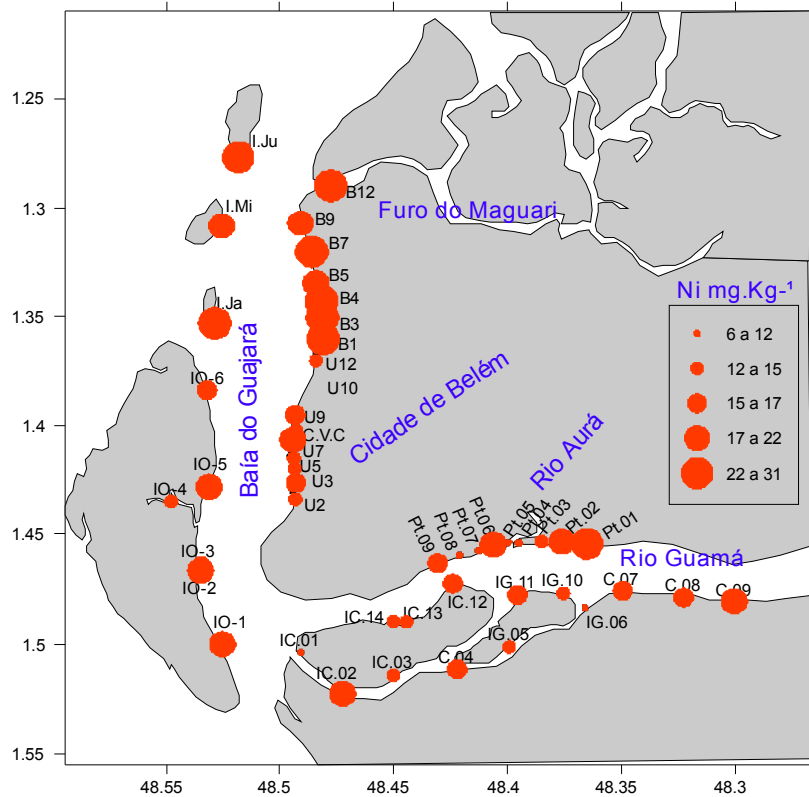 1.25
1.3
1.35
1.4
1.45
1.5
1.55
48.55
48.5
48.45
48.4
48.35
48.3
I.Ju
I.Mi
I.Ja
B12
B9
B7
B5
B4
B3
B1
U12
U10
U9
C.V.C
U7
U5
U3
U2
IO-6
IO-5
IO-4
IO-3
IO-2
IO-1
Furo do Maguari
Baía do Guajará
Cidade de Belém
Rio Aurá
Rio Guamá
Ni mg.Kg-¹
6 a 12
12 a 15
15 a 17
17 a 22
22 a 31
Pt.09
Pt.08
Pt.07
Pt.06
Pt.05
Pt.04
Pt.03
Pt.02
Pt.01
IC.14
IC.13
IC.12
IG.11
IG.10
C.07
C.08
C.09
IG.06
IC.01
IC.02
IC.03
C.04
IG.05